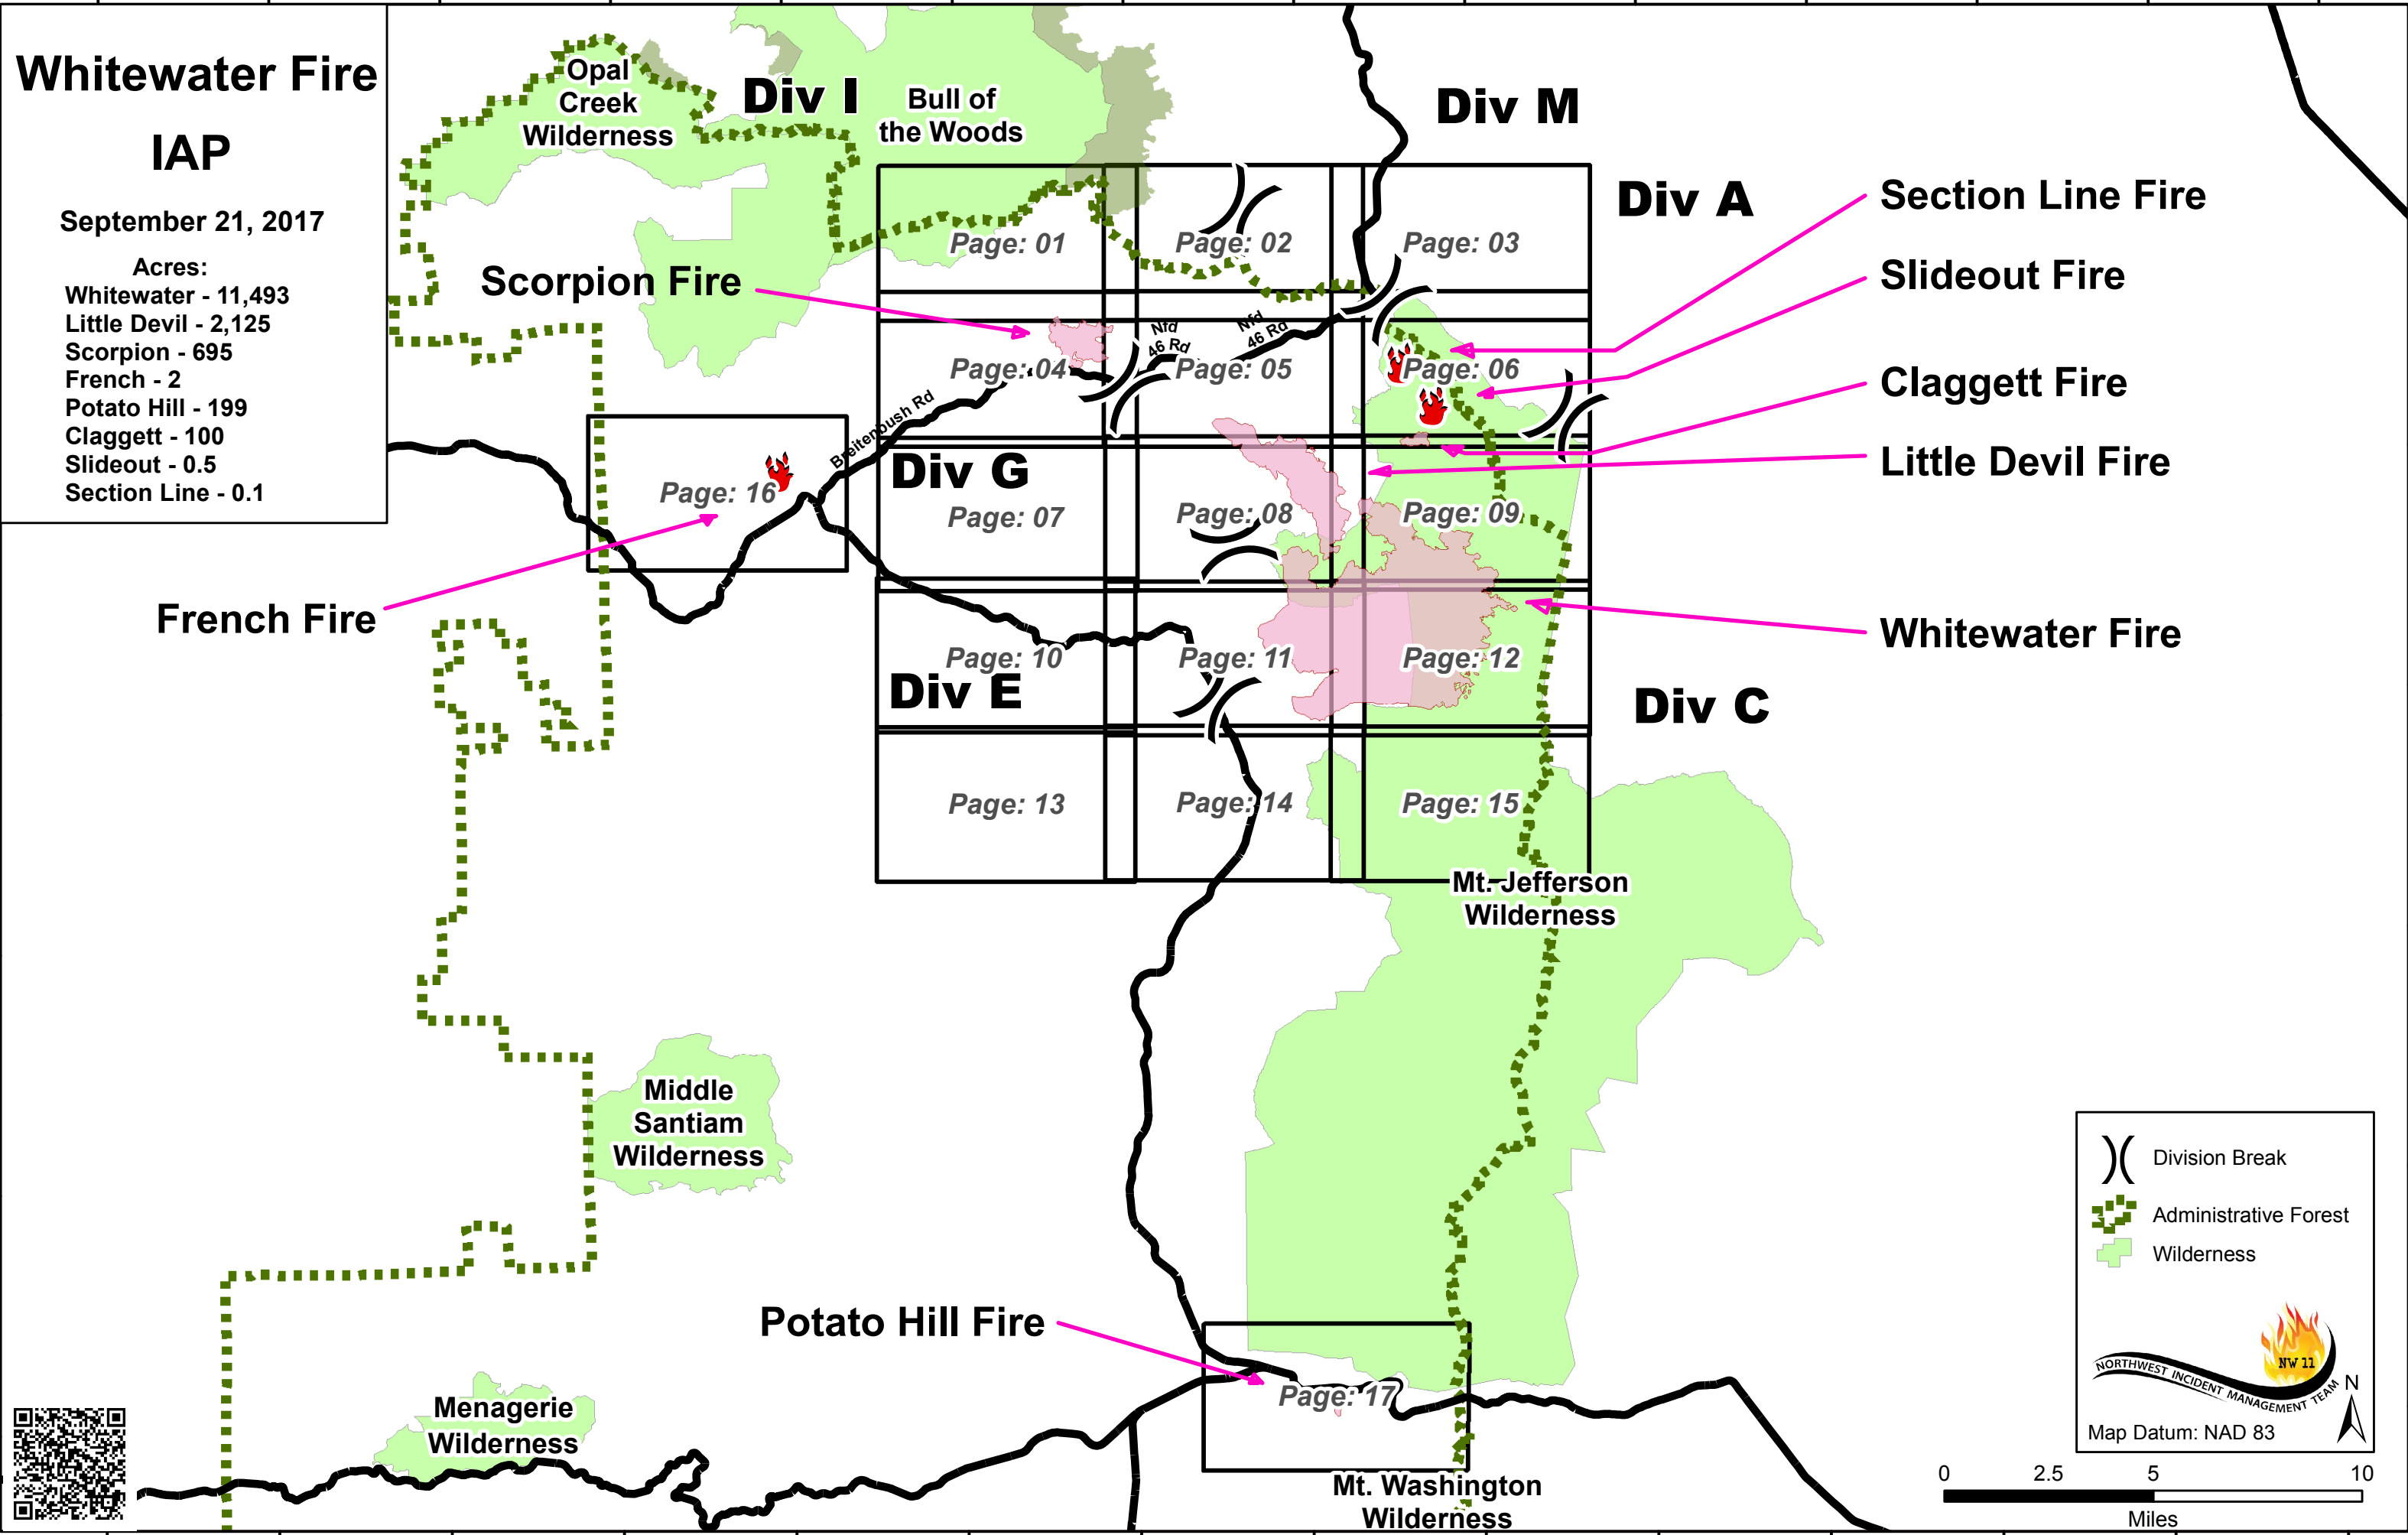 Whitewater Fire
IAP
September 21, 2017
Acres:
Whitewater - 11,493
Little Devil - 2,125
Scorpion - 695
French - 2
Potato Hill - 199
Claggett - 100
Slideout - 0.5
Section Line - 0.1
Opal
Creek
Wilderness
Div I
Bull of
the Woods
Div M
Div A
Section Line Fire
Slideout Fire
Claggett Fire
Little Devil Fire
Whitewater Fire
Scorpion Fire
French Fire
Page: 01
Page: 02
Page: 03
Nfd
46 Rd
Nfd
46 Rd
Page: 04
Page: 05
Page: 06
Breitenbush Rd
Div G
Page: 16
Page: 07
Page: 08
Page: 09
Page: 10
Page: 11
Page: 12
Div E
Div C
Page: 13
Page: 14
Page: 15
Mt. Jefferson
Wilderness
Middle
Santiam
Wilderness
Potato Hill Fire
Page: 17
Menagerie
Wilderness
Mt. Washington
Wilderness
Division Break
Administrative Forest
Wilderness
NW 11
NORTHWEST INCIDENT MANAGEMENT TEAM
N
Map Datum: NAD 83
0 2.5 5 10
Miles